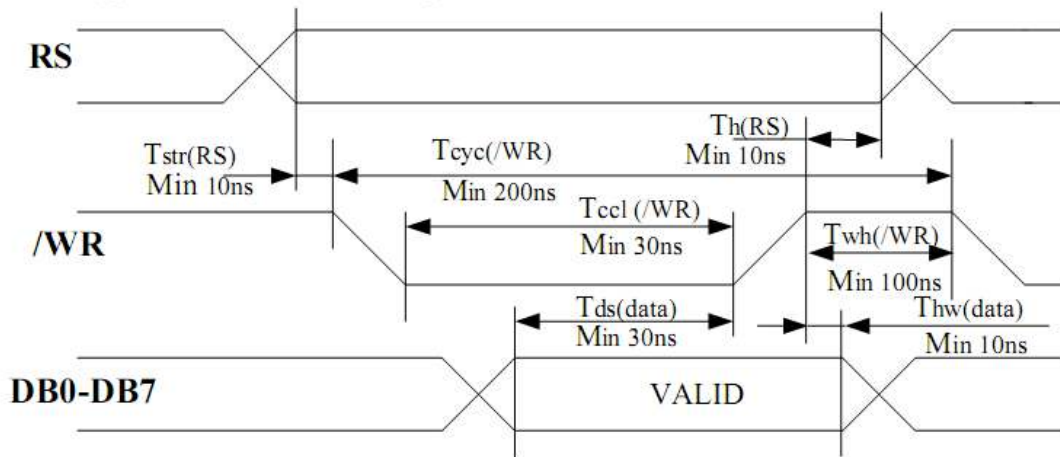 RS
Tstr(RS)
Min 10ns
Tcyc(/WR)
Min 200ns
Th(RS)
Min 10ns
/WR
Tccl (/WR)
Min 30ns
Twh(/WR)
Min 100ns
Tds(data)
Min 30ns
Thw(data)
Min 10ns
DB0-DB7
VALID